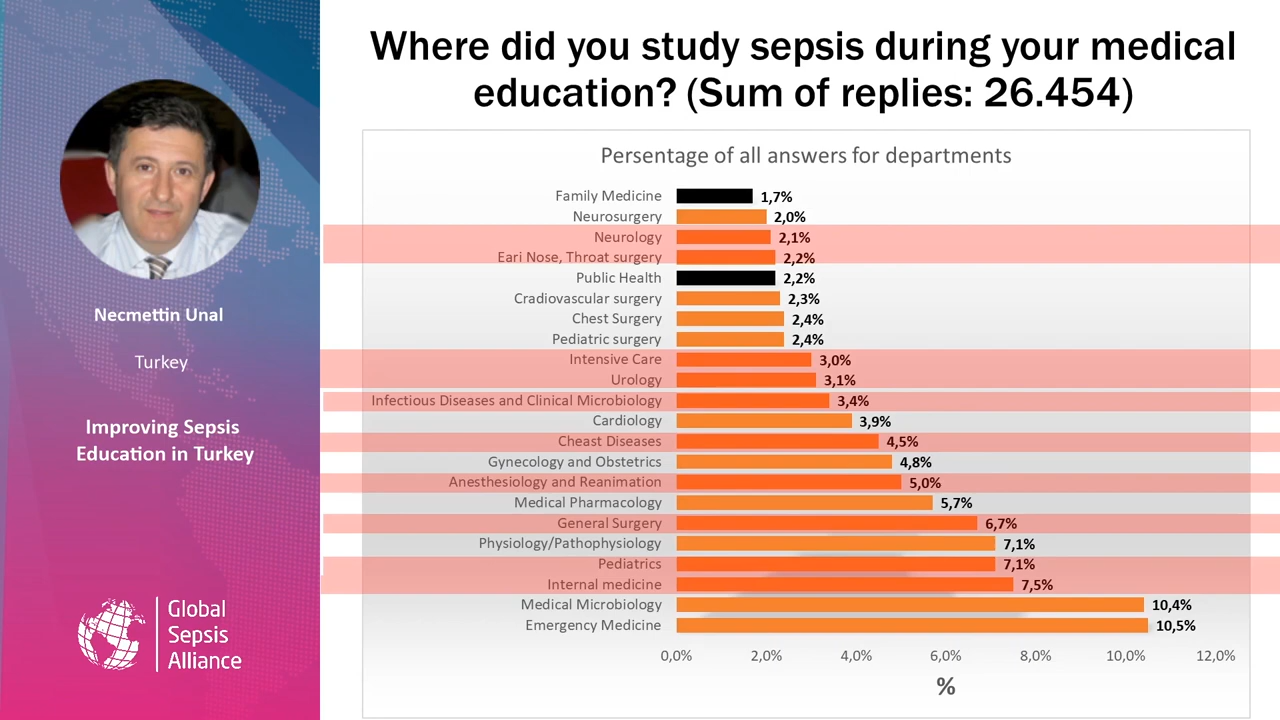 Where did you study sepsis during your medical
education? (Sum of replies: 26.454)
Necmettin Unal
Turkey
Improving Sepsis
Education in Turkey
Global
Sepsis
Alliance
Persentage of all answers for departments
Family Medicine 1,7%
Neurosurgery 2,0%
Neurology 2,1%
Eari Nose, Throat surgery 2,2%
Public Health 2,2%
Cradiovascular surgery 2,3%
Chest Surgery 2,4%
Pediatric surgery 2,4%
Intensive Care 3,0%
Urology 3,1%
Infectious Diseases and Clinical Microbiology 3,4%
Cardiology 3,9%
Cheast Diseases 4,5%
Gynecology and Obstetrics 4,8%
Anesthesiology and Reanimation 5,0%
Medical Pharmacology 5,7%
General Surgery 6,7%
Physiology/Pathophysiology 7,1%
Pediatrics 7,1%
Internal medicine 7,5%
Medical Microbiology 10,4%
Emergency Medicine 10,5%
0,0% 2,0% 4,0% 6,0% 8,0% 10,0% 12,0%
%